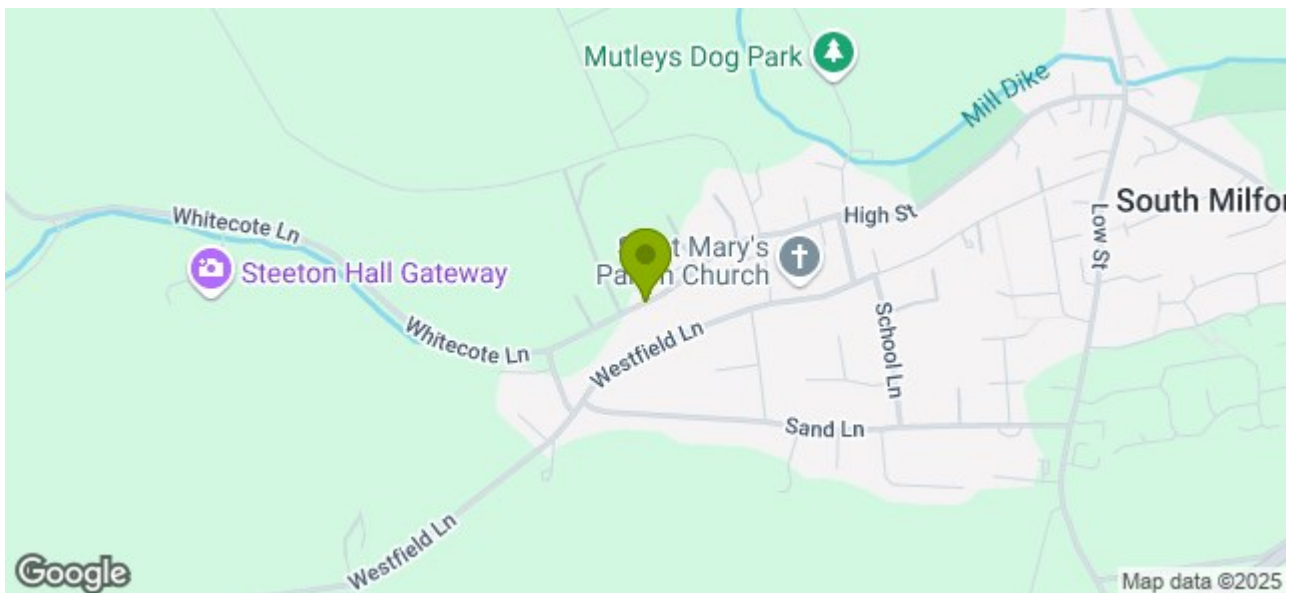 Mutleys Dog Park
Mill Dike
Whitecote Ln
High St
South Milfo
Low St
t Mary's
Church
Steeton Hall Gateway
Whitecote Ln
Westfield Ln
School Ln
Sand Ln
Westfield Ln
Google
Map data ©2025